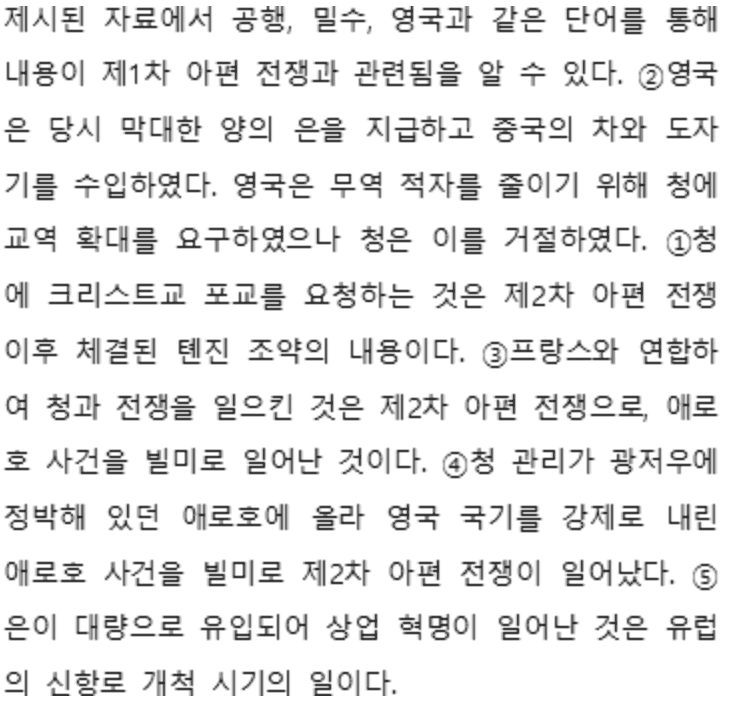 제시된 자료에서 공행, 밀수, 영국과 같은 단어를 통해
내용이 제1차 아편 전쟁과 관련됨을 알 수 있다. ②영국
은 당시 막대한 양의 은을 지급하고 중국의 차와 도자
기를 수입하였다. 영국은 무역 적자를 줄이기 위해 청에
교역 확대를 요구하였으나 청은 이를 거절하였다. ①청
에 크리스트교 포교를 요청하는 것은 제2차 아편 전쟁
이후 체결된 톈진 조약의 내용이다. ③프랑스와 연합하
여 청과 전쟁을 일으킨 것은 제2차 아편 전쟁으로, 애로
호 사건을 빌미로 일어난 것이다. ④청 관리가 광저우에
정박해 있던 애로호에 올라 영국 국기를 강제로 내린
애로호 사건을 빌미로 제2차 아편 전쟁이 일어났다. ⑤
은이 대량으로 유입되어 상업 혁명이 일어난 것은 유럽
의 신항로 개척 시기의 일이다.